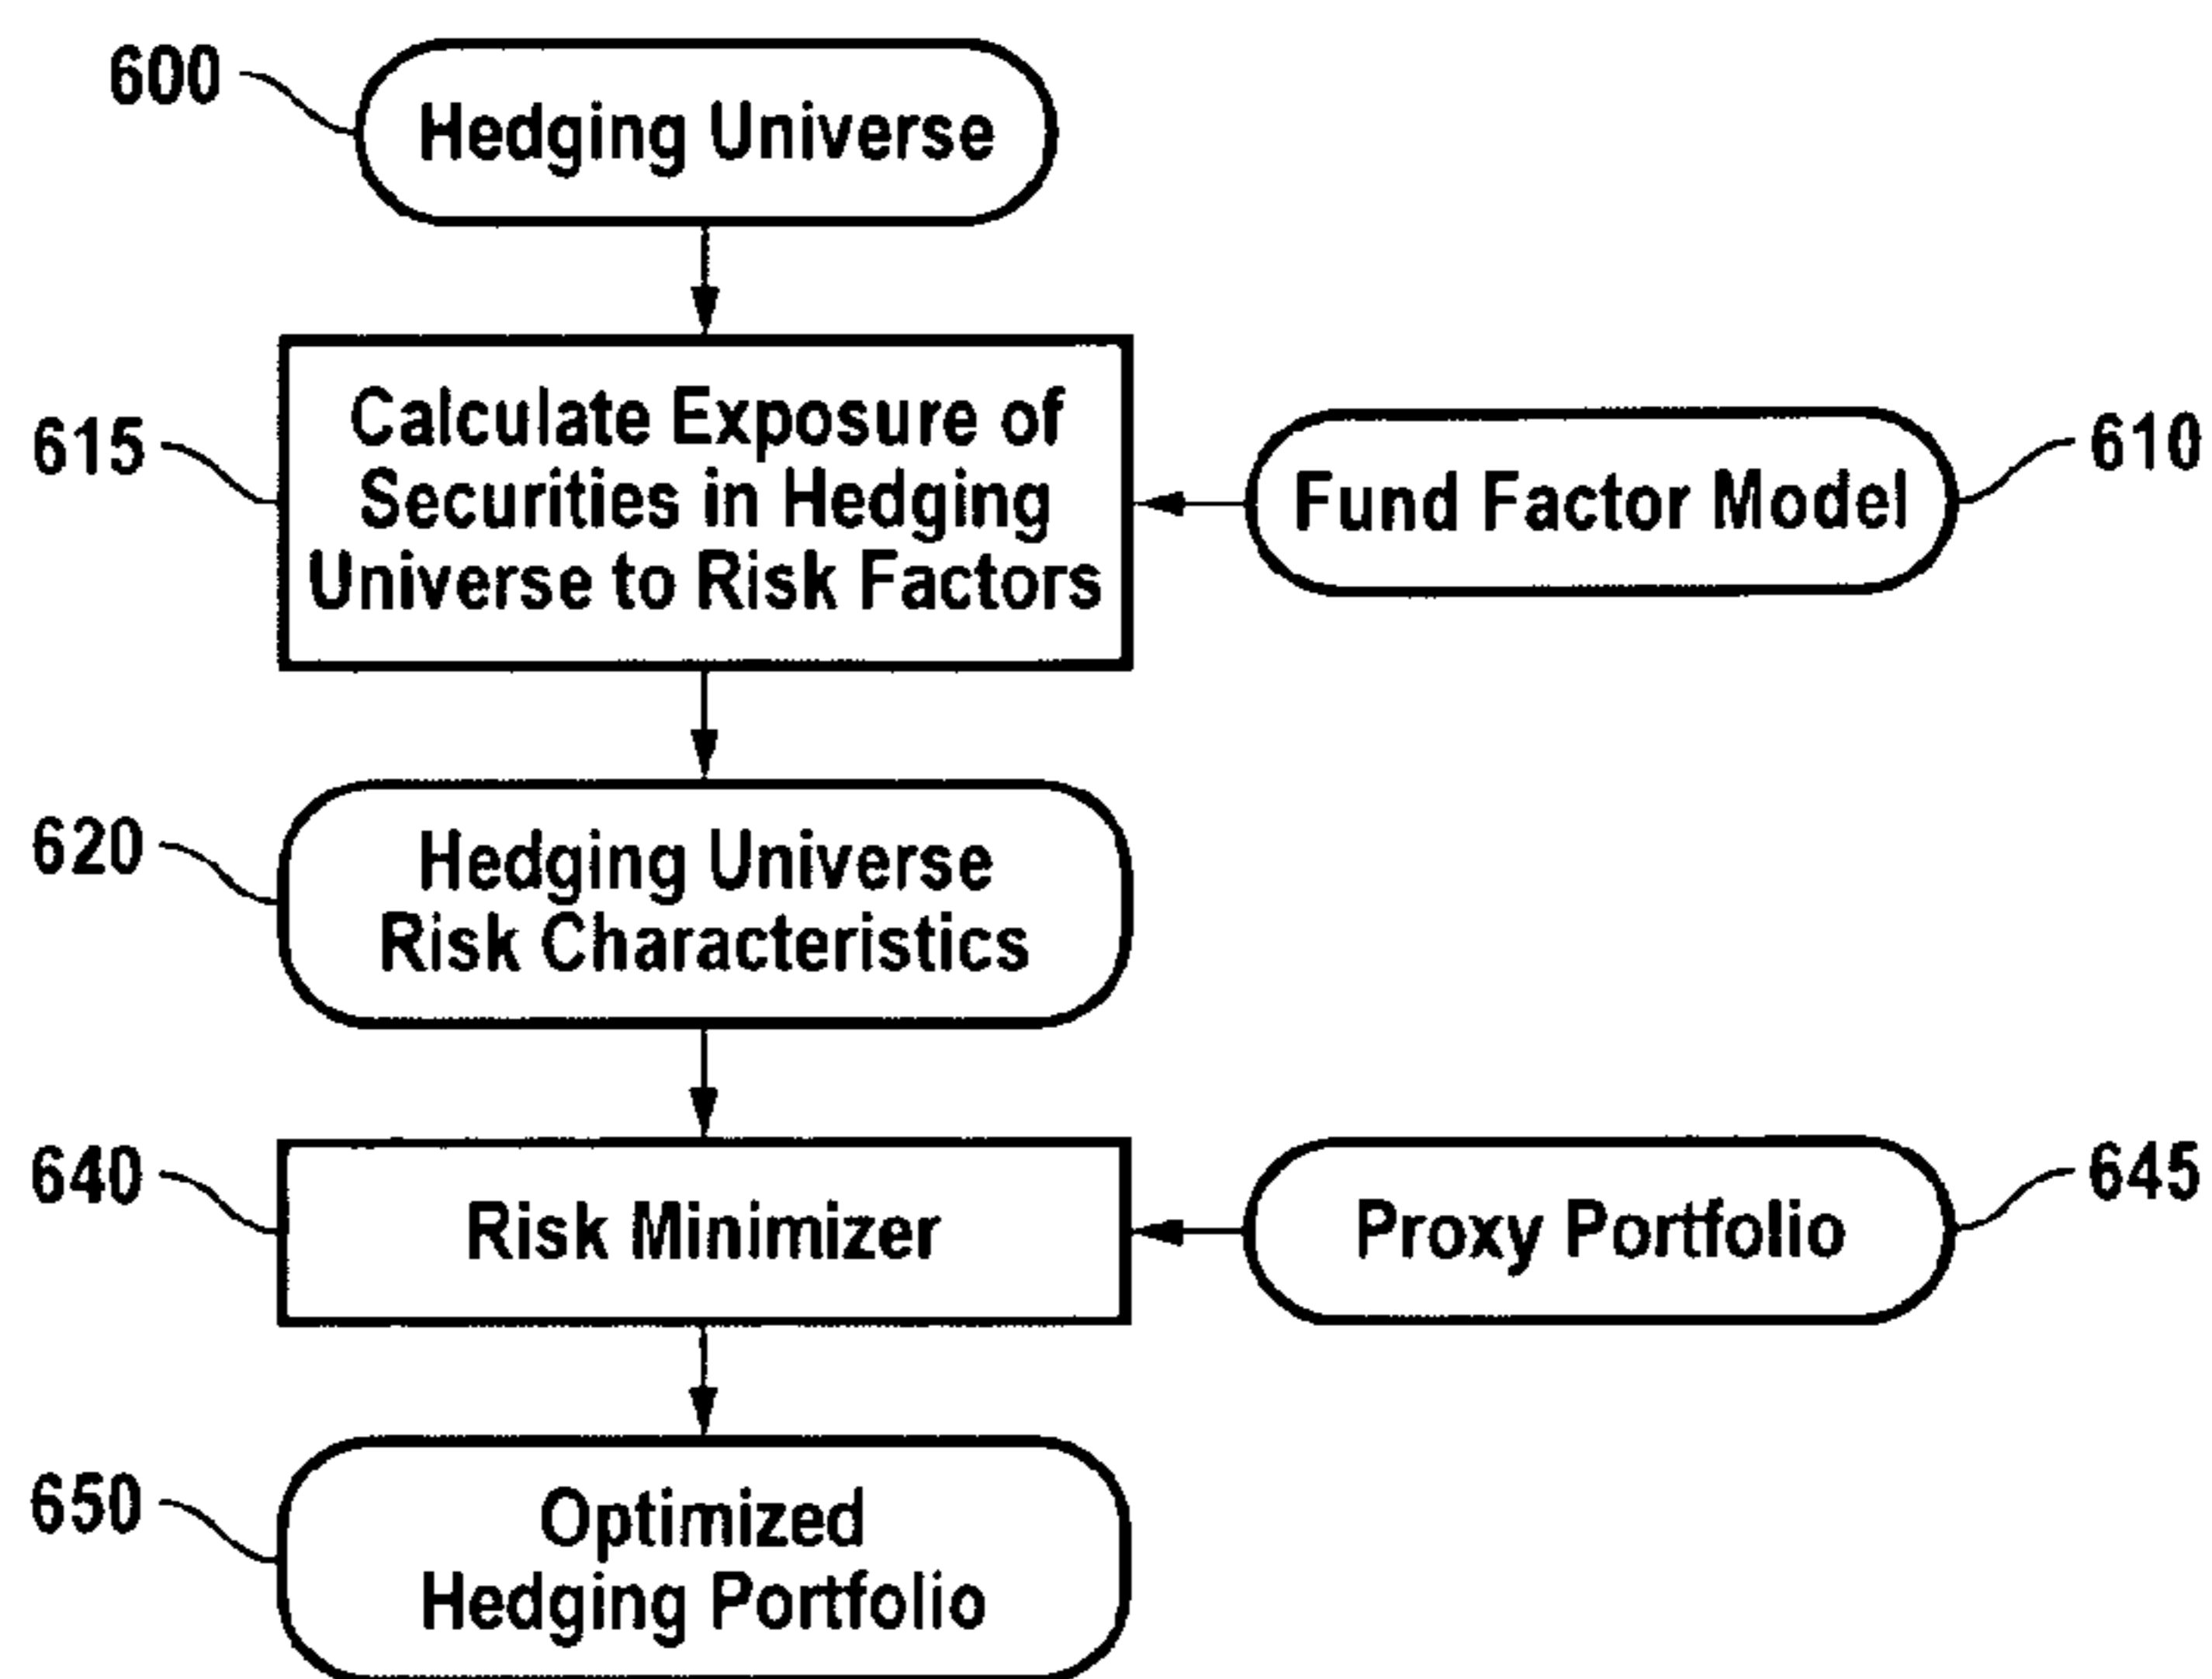 600
Hedging Universe
615
Calculate Exposure of
Securities in Hedging
Universe to Risk Factors
Fund Factor Model
610
620
Hedging Universe
Risk Characteristics
640
Risk Minimizer
Proxy Portfolio
645
650
Optimized
Hedging Portfolio